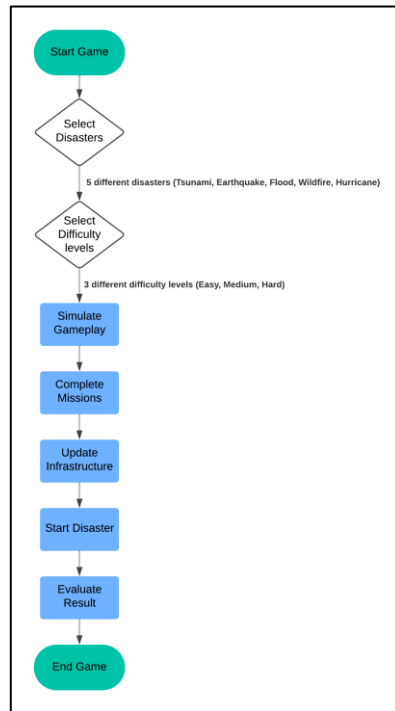 Start Game
Select
Disasters
5 different disasters (Tsunami, Earthquake, Flood, Wildfire, Hurricane)
Select
Difficulty
levels
3 different difficulty levels (Easy, Medium, Hard)
Simulate
Gameplay
Complete
Missions
Update
Infrastructure
Start Disaster
Evaluate
Result
End Game